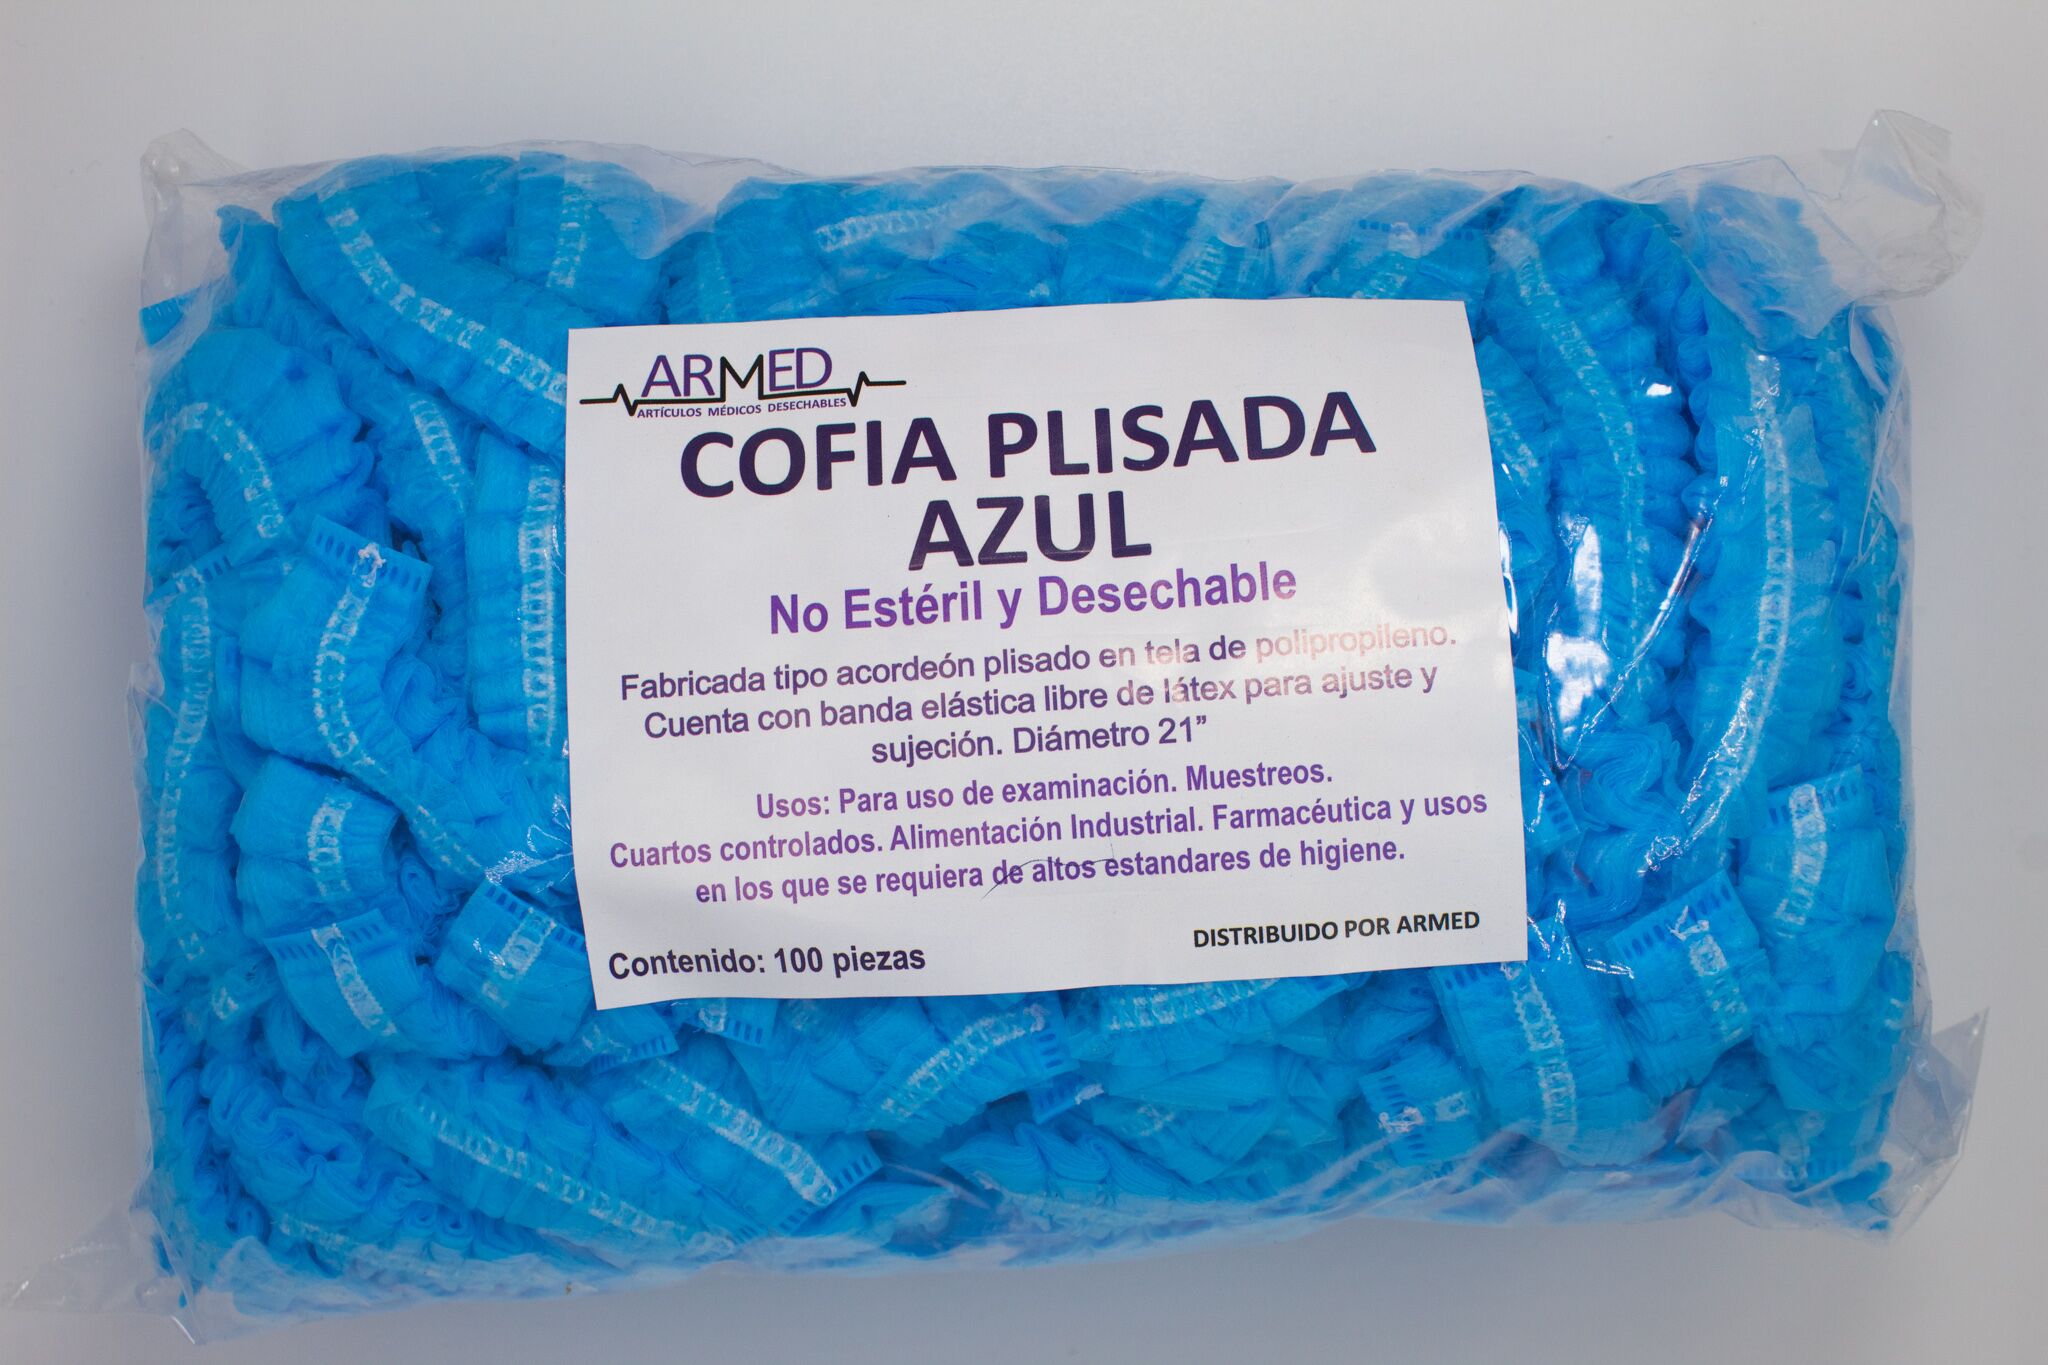 ARMED
ARTÍCULOS MÉDICOS DESECHABLES
COFIA PLISADA
AZUL
No Estéril y Desechable
Fabricada tipo acordeón plisado en tela de polipropileno.
Cuenta con banda elástica libre de látex para ajuste y
sujeción. Diámetro 21”
Usos: Para uso de examinación. Muestreos.
Cuartos controlados. Alimentación Industrial. Farmacéutica y usos
en los que se requiera de altos estandares de higiene.
DISTRIBUIDO POR ARMED
Contenido: 100 piezas